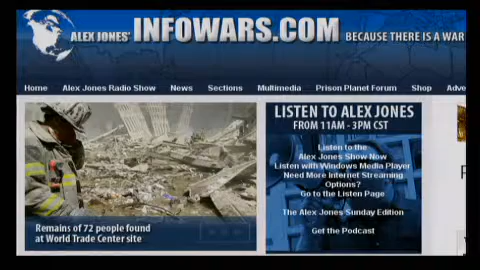 ALEX JONES' INFOWARS.COM BECAUSE THERE IS A WAR
Home Alex Jones Radio Show News Sections Multimedia Prison Planet Forum Shop
LISTEN TO ALEX JONES
FROM 11AM - 3PM CST
Listen to the
Alex Jones Show Now
Listen with Windows Media Player
Need More Internet Streaming
Options?
Go to the Listen Page
The Alex Jones Sunday Edition
Get the Podcast
Remains of 72 people found
at World Trade Center site